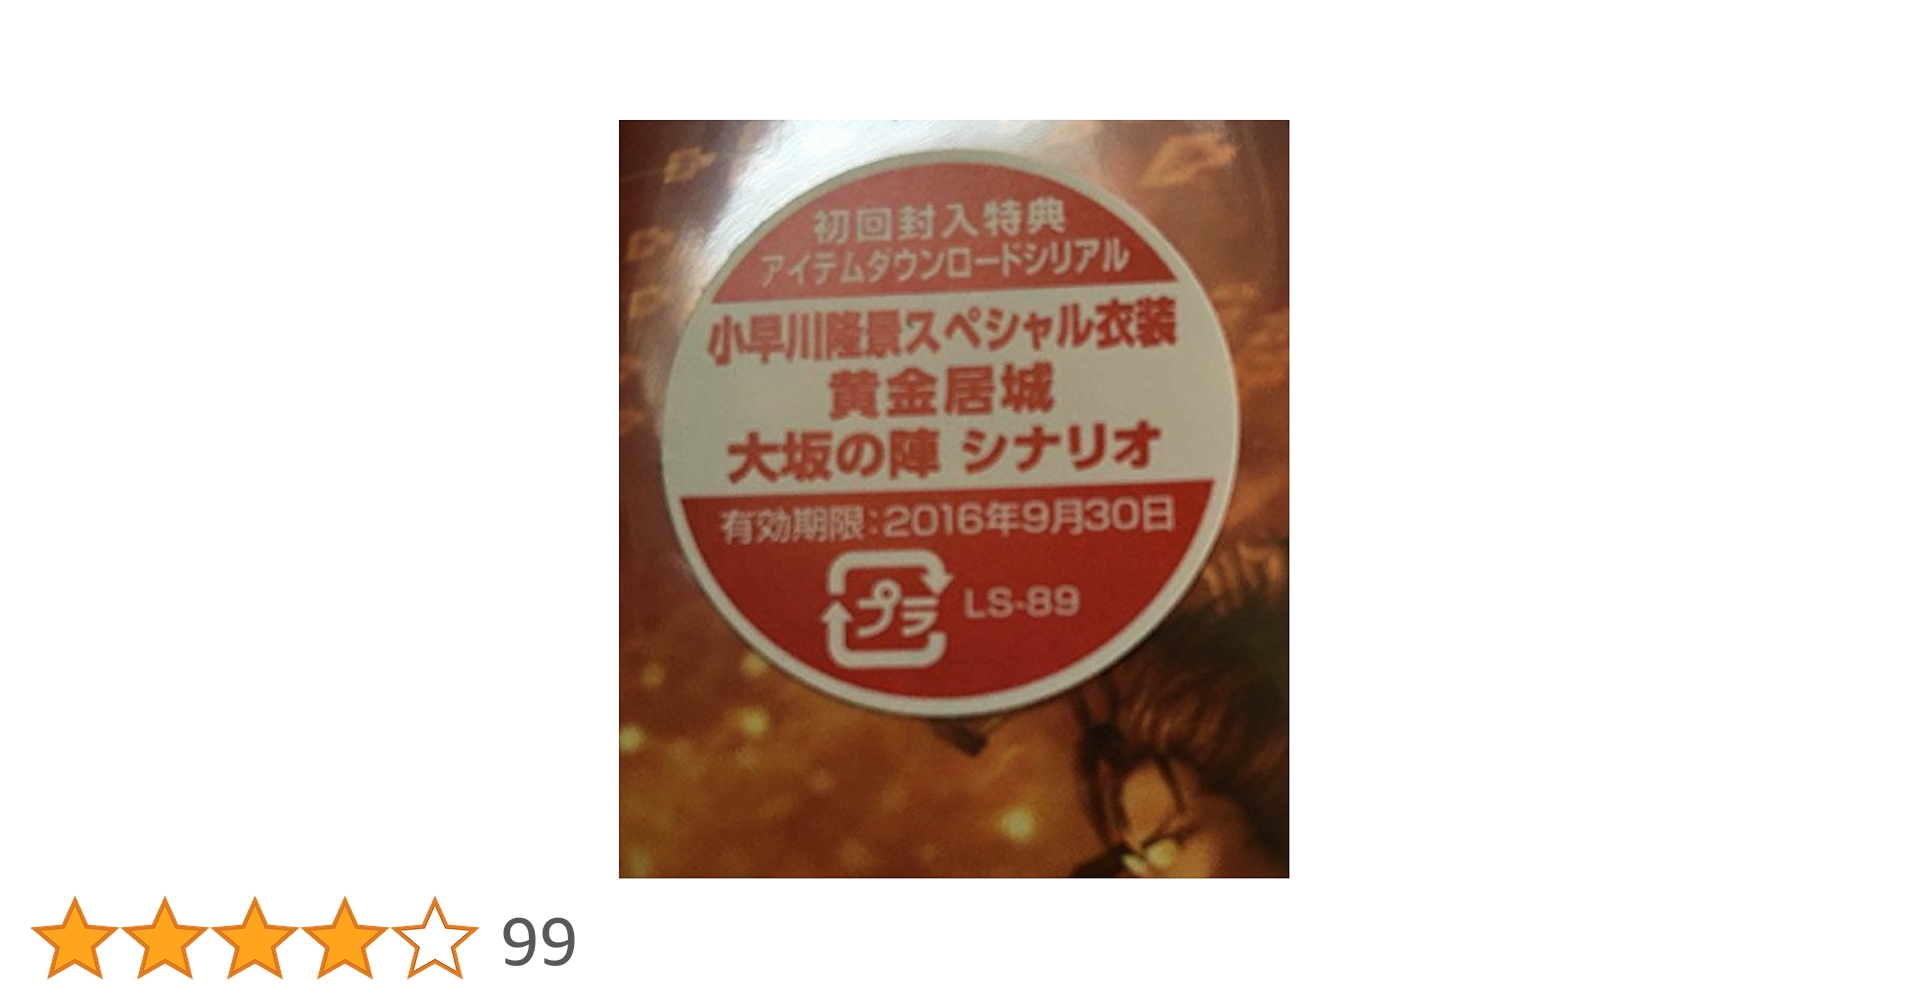 初回封入特典
アイテムダウンロードシリアル
小早川隆景スペシャル衣装
黄金居城
大坂の陣 シナリオ
有効期限:2016年9月30日
プラ LS-89
99